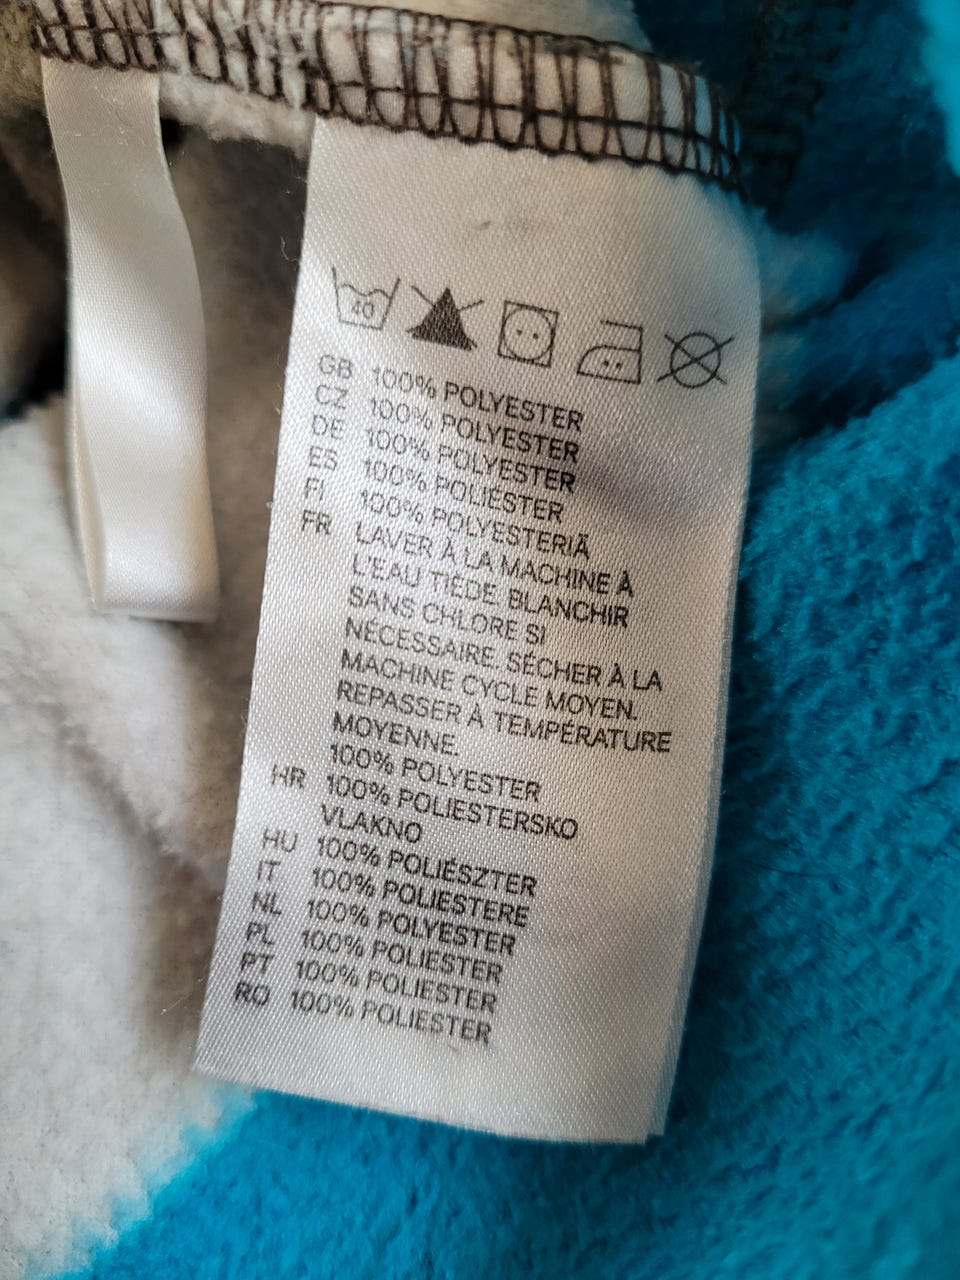 40
GB 100% POLYESTER
CZ 100% POLYESTER
DE 100% POLYESTER
ES 100% POLIÉSTER
FI 100% POLYESTERIÄ
FR LAVER À LA MACHINE À
L'EAU TIÈDE. BLANCHIR
SANS CHLORE SI
NÉCESSAIRE. SÉCHER À LA
MACHINE CYCLE MOYEN.
REPASSER À TEMPÉRATURE
MOYENNE.
100% POLYESTER
HR 100% POLIESTERSKO
VLAKNO
HU 100% POLIÉSZTER
IT 100% POLIESTERE
NL 100% POLYESTER
PL 100% POLIESTER
PT 100% POLIESTER
RO 100% POLIESTER